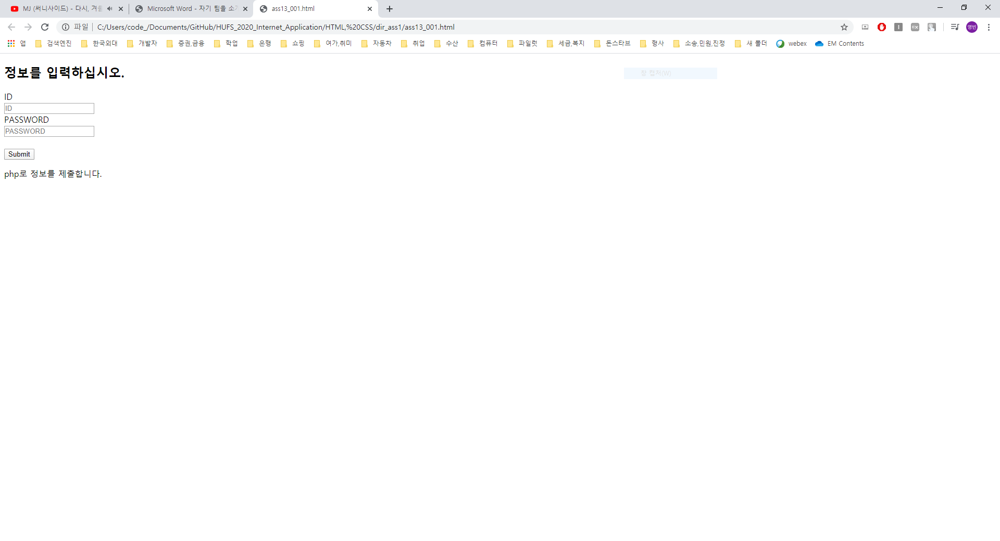 MJ (써니사이드) - 다시, 겨울
Microsoft Word - 자기 팀을 소
ass13_001.html
파일
C:/Users/code_/Documents/GitHub/HUFS_2020_Internet_Application/HTML,%20CSS/dir_ass1/ass13_001.html
영빈
앱 검색엔진 한국외대 개발자 증권,금융 학업 은행 쇼핑 여가,취미 자동차 취업 수산 컴퓨터 파일럿 세금,복지 돈스타브 형사 소송,민원,진정 새 폴더 webex EM Contents
정보를 입력하십시오.
창 캡처(W)
ID
ID
PASSWORD
PASSWORD
Submit
php로 정보를 제출합니다.